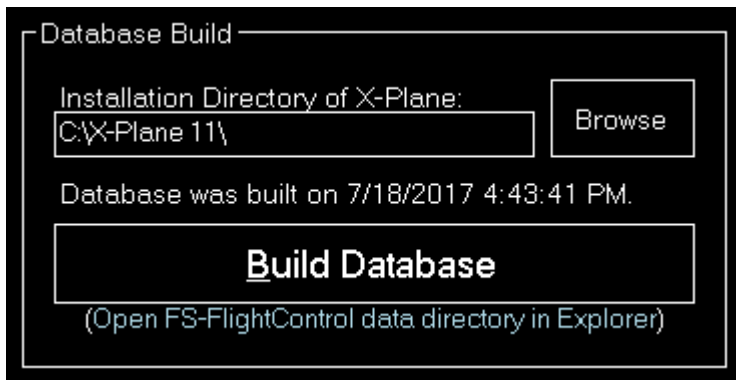 Database Build
Installation Directory of X-Plane:
C:\X-Plane 11\
Browse
Database was built on 7/18/2017 4:43:41 PM.
Build Database
(Open FS-FlightControl data directory in Explorer)